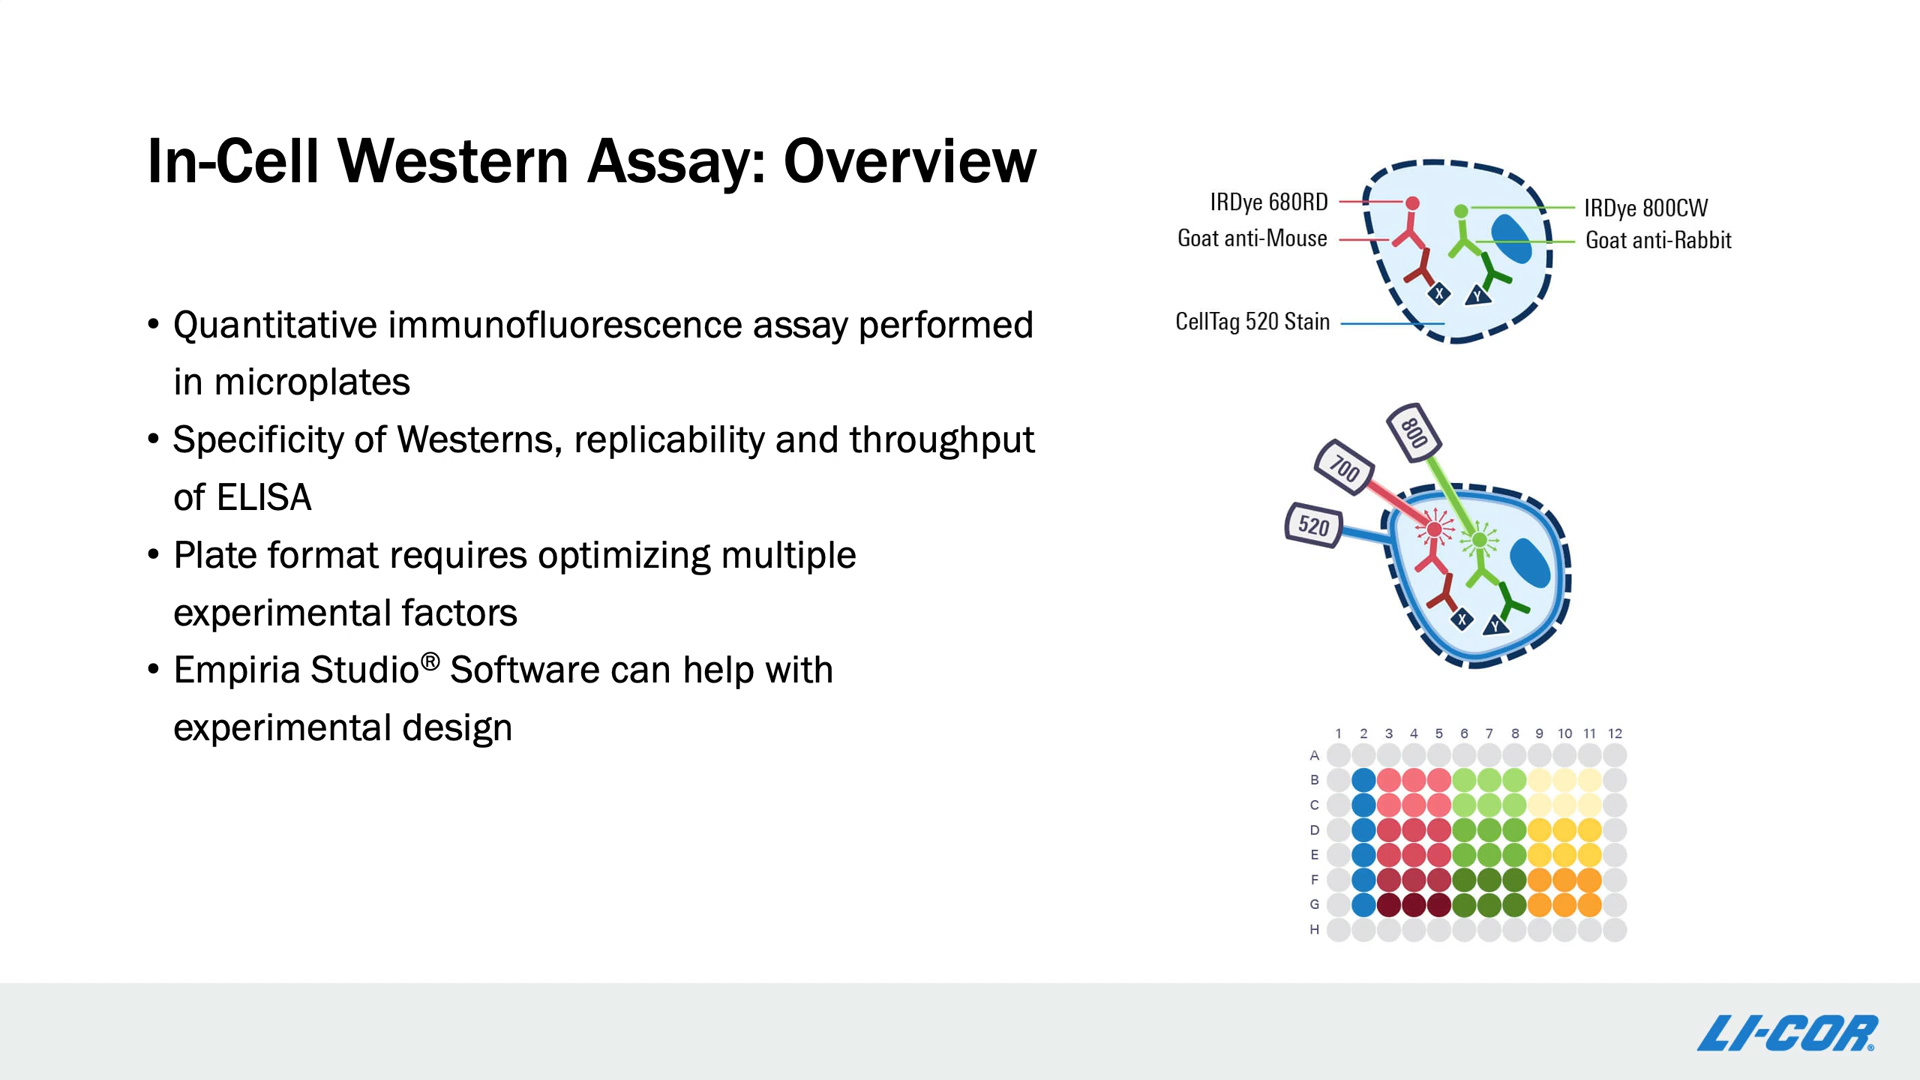 In-Cell Western Assay: Overview
• Quantitative immunofluorescence assay performed
in microplates
• Specificity of Westerns, replicability and throughput
of ELISA
• Plate format requires optimizing multiple
experimental factors
• Empiria Studio® Software can help with
experimental design
IRDye 680RD
Goat anti-Mouse
CellTag 520 Stain
IRDye 800CW
Goat anti-Rabbit
X
Y
800
700
520
X
Y
1 2 3 4 5 6 7 8 9 10 11 12
A
B
C
D
E
F
G
H
LI-COR®